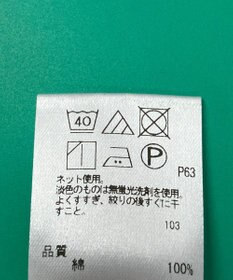 40
P P63
ネット使用。
淡色のものは無蛍光洗剤を使用。
よくすすぎ、絞りの後すぐに干
すこと。
103
品質
綿 100%